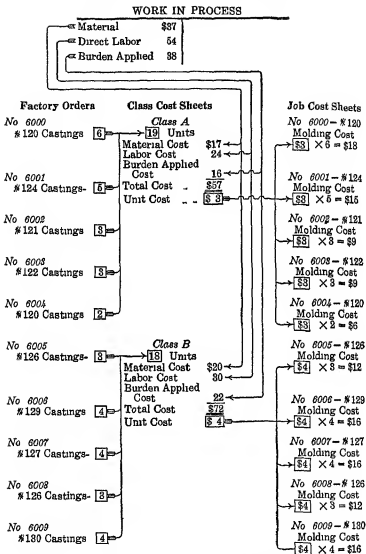 WORK IN PROCESS
Material $37
Direct Labor 54
Burden Applied 38
Factory Orders
No 6000
#120 Castings 6
No 6001
#124 Castings- 5
No 6002
#121 Castings 3
No 6003
#122 Castings 3
No 6004
#120 Castings 2
No 6005
#126 Castings- 3
No 6006
#129 Castings 4
No 6007
#127 Castings- 4
No 6008
#126 Castings 3
No 6009
#130 Castings 4
Class Cost Sheets
Class A
19 Units
Material Cost $17
Labor Cost 24
Burden Applied
Cost 16
Total Cost $57
Unit Cost $3
Class B
18 Units
Material Cost $20
Labor Cost 30
Burden Applied
Cost 22
Total Cost $72
Unit Cost $4
Job Cost Sheets
No 6000-#120
Molding Cost
$3 × 6 = $18
No 6001-#124
Molding Cost
$3 × 5 = $15
No 6002-#121
Molding Cost
$3 × 3 = $9
No 6003-#122
Molding Cost
$3 × 3 = $9
No 6004-#120
Molding Cost
$3 × 2 = $6
No 6005-#126
Molding Cost
$4 × 3 = $12
No 6006-#129
Molding Cost
$4 × 4 = $16
No 6007-#127
Molding Cost
$4 × 4 = $16
No 6008-#126
Molding Cost
$4 × 3 = $12
No 6009-#130
Molding Cost
$4 × 4 = $16